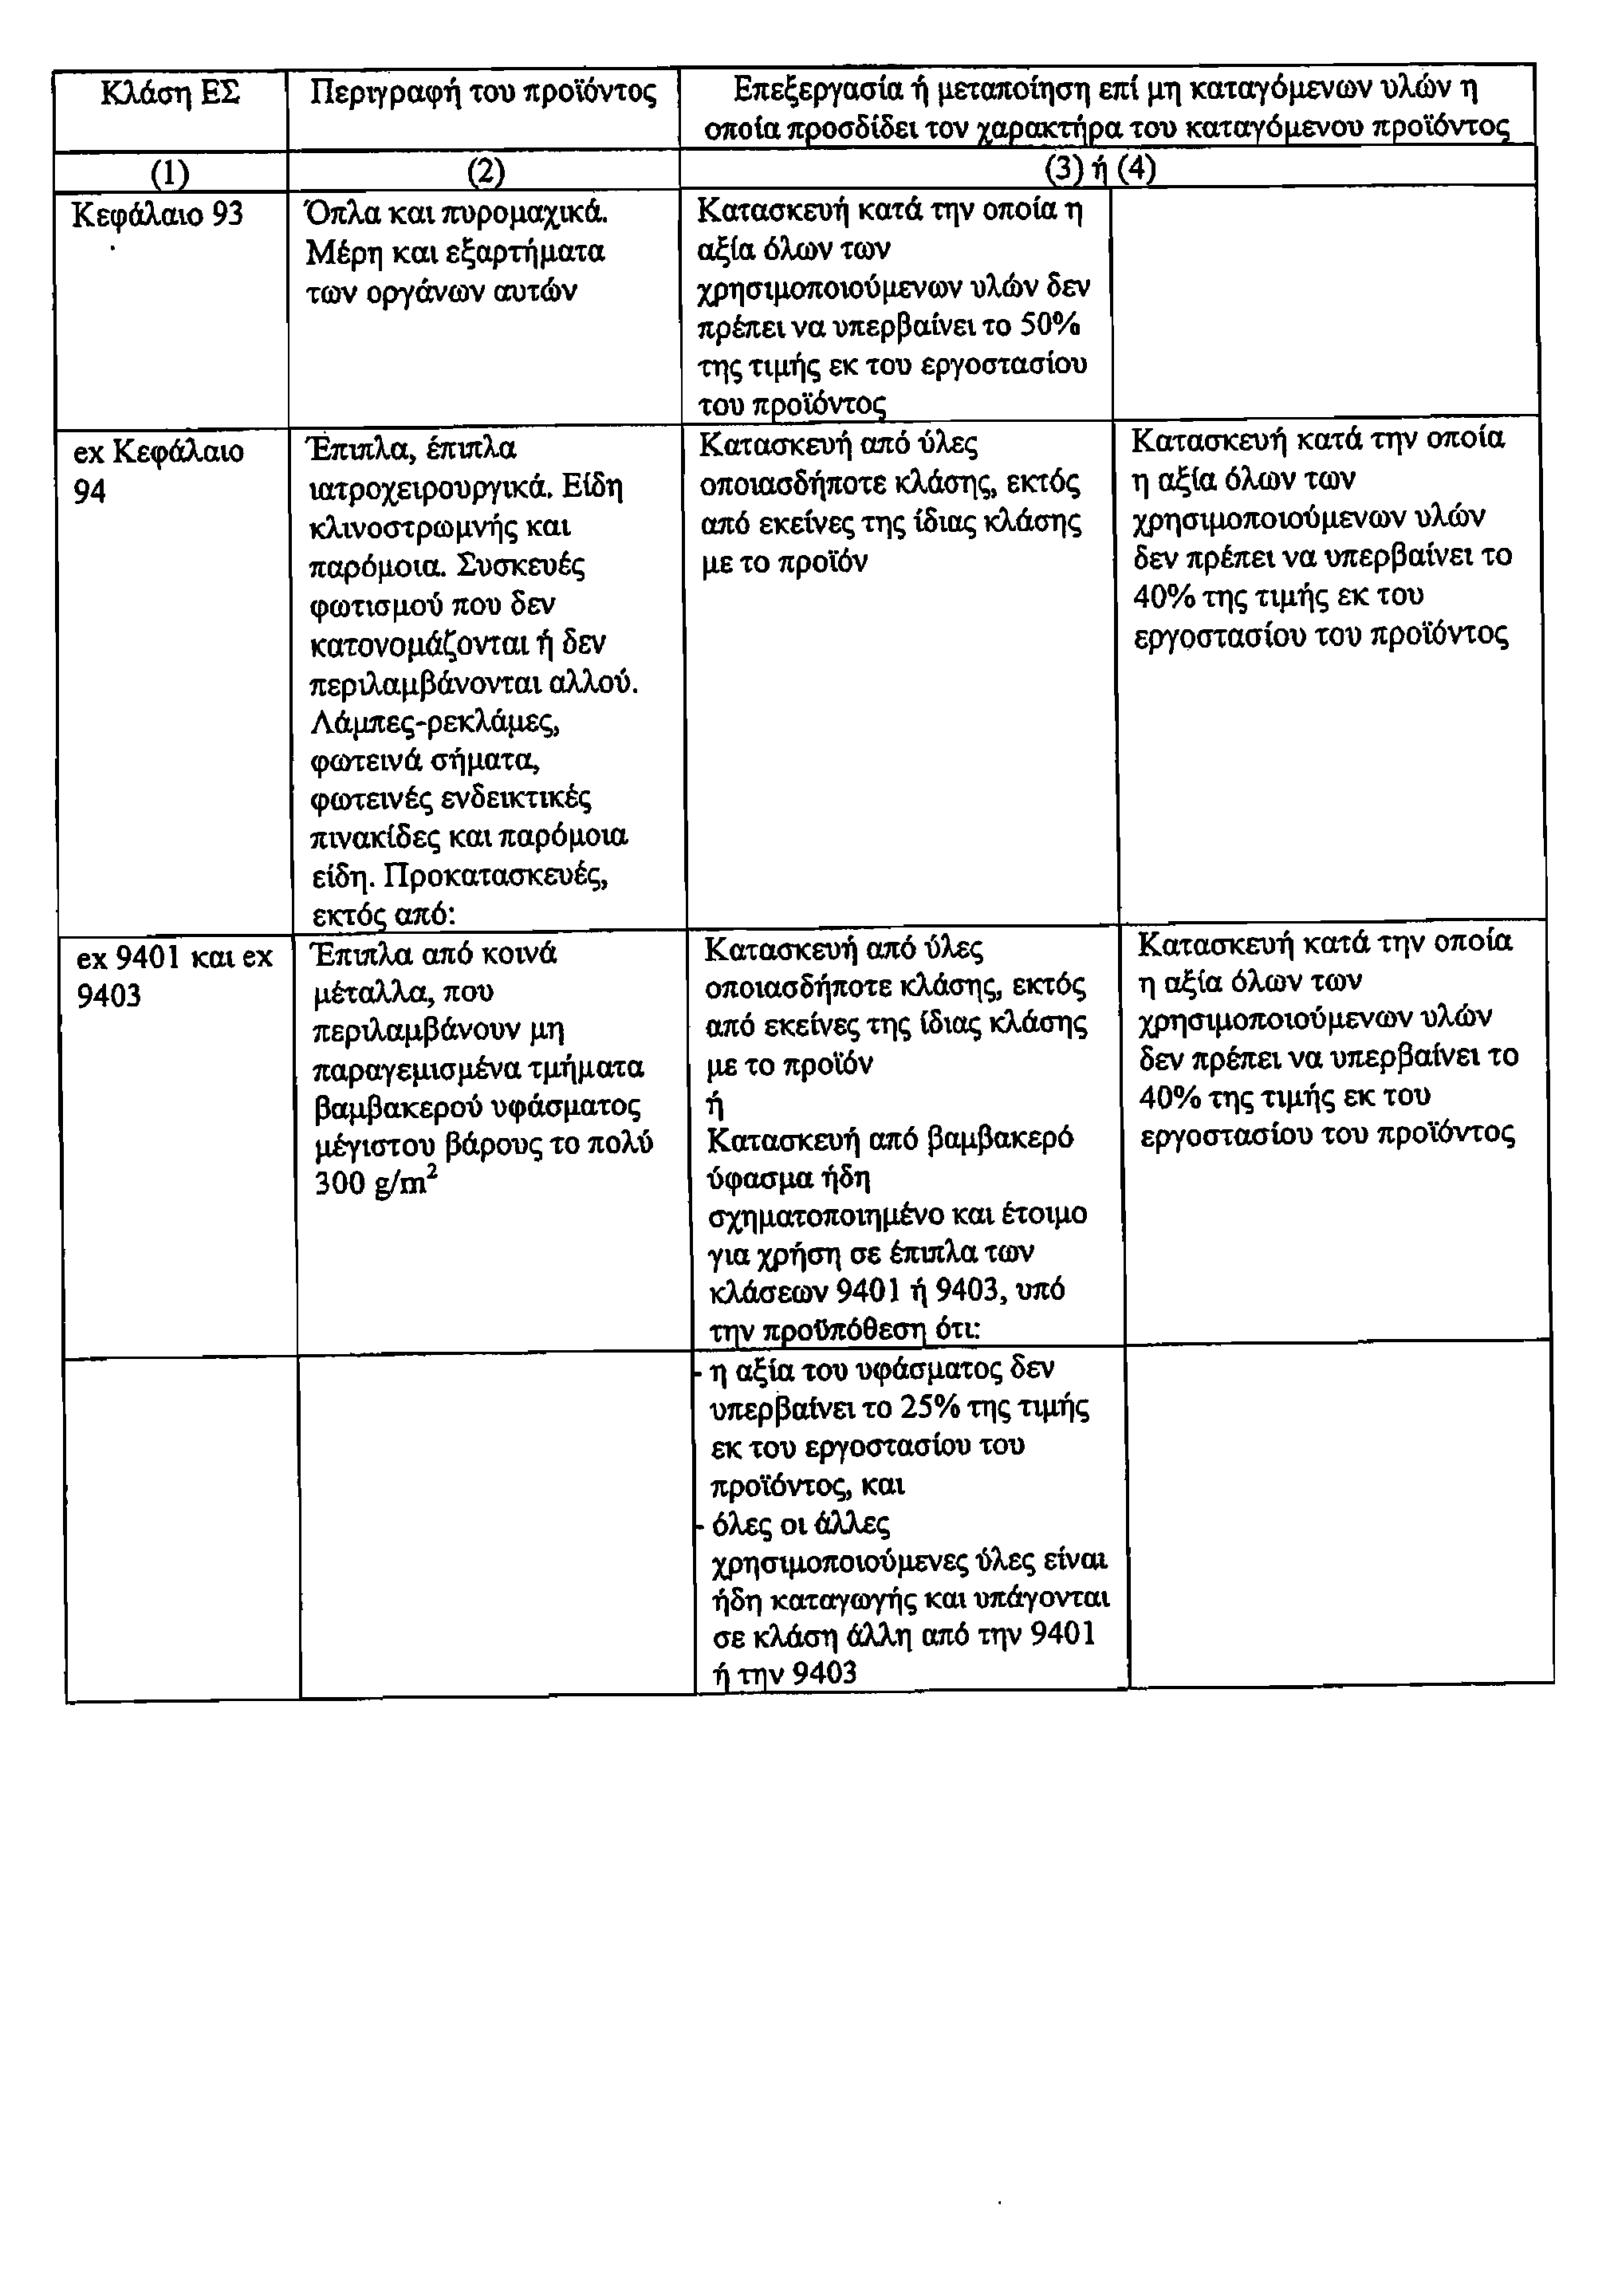 Κλάση ΕΣ
Περιγραφή του προϊόντος
Επεξεργασία ή μεταποίηση επί μη καταγόμενων υλών η
οποία προσδίδει τον χαρακτήρα του καταγόμενου προϊόντος
(1)
(2)
(3) ή (4)
Κεφάλαιο 93
Όπλα και πυρομαχικά.
Μέρη και εξαρτήματα
των οργάνων αυτών
Κατασκευή κατά την οποία η
αξία όλων των
χρησιμοποιούμενων υλών δεν
πρέπει να υπερβαίνει το 50%
της τιμής εκ του εργοστασίου
του προϊόντος
ex Κεφάλαιο
94
Έπιπλα, έπιπλα
ιατροχειρουργικά. Είδη
κλινοστρωμνής και
παρόμοια. Συσκευές
φωτισμού που δεν
κατονομάζονται ή δεν
περιλαμβάνονται αλλού.
Λάμπες-ρεκλάμες,
φωτεινά σήματα,
φωτεινές ενδεικτικές
πινακίδες και παρόμοια
είδη. Προκατασκευές,
εκτός από:
Κατασκευή από ύλες
οποιασδήποτε κλάσης, εκτός
από εκείνες της ίδιας κλάσης
με το προϊόν
Κατασκευή κατά την οποία
η αξία όλων των
χρησιμοποιούμενων υλών
δεν πρέπει να υπερβαίνει το
40% της τιμής εκ του
εργοστασίου του προϊόντος
ex 9401 και ex
9403
Έπιπλα από κοινά
μέταλλα, που
περιλαμβάνουν μη
παραγεμισμένα τμήματα
βαμβακερού υφάσματος
μέγιστου βάρους το πολύ
300 g/m²
Κατασκευή από ύλες
οποιασδήποτε κλάσης, εκτός
από εκείνες της ίδιας κλάσης
με το προϊόν
ή
Κατασκευή από βαμβακερό
ύφασμα ήδη
σχηματοποιημένο και έτοιμο
για χρήση σε έπιπλα των
κλάσεων 9401 ή 9403, υπό
την προϋπόθεση ότι:
Κατασκευή κατά την οποία
η αξία όλων των
χρησιμοποιούμενων υλών
δεν πρέπει να υπερβαίνει το
40% της τιμής εκ του
εργοστασίου του προϊόντος
- η αξία του υφάσματος δεν
υπερβαίνει το 25% της τιμής
εκ του εργοστασίου του
προϊόντος, και
- όλες οι άλλες
χρησιμοποιούμενες ύλες είναι
ήδη καταγωγής και υπάγονται
σε κλάση άλλη από την 9401
ή την 9403